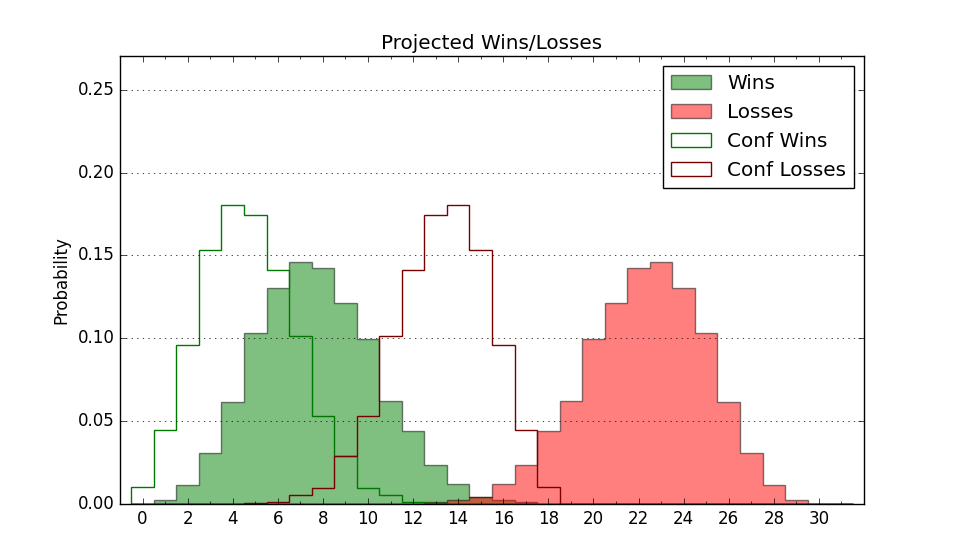 Projected Wins/Losses
Wins
Losses
Conf Wins
Conf Losses
Probability
0.25
0.20
0.15
0.10
0.05
0.00
0 2 4 6 8 10 12 14 16 18 20 22 24 26 28 30